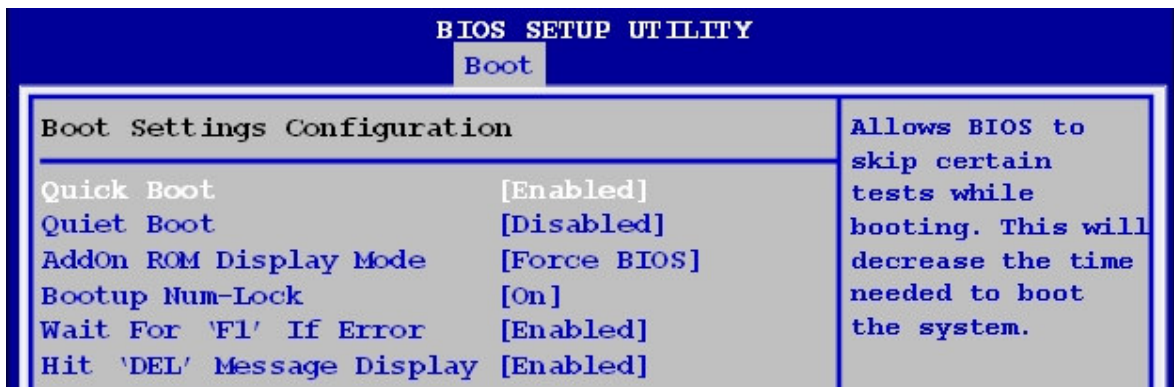 BIOS SETUP UTILITY
Boot
Boot Settings Configuration
Quick Boot [Enabled]
Quiet Boot [Disabled]
AddOn ROM Display Mode [Force BIOS]
Bootup Num-Lock [On]
Wait For ‘F1’ If Error [Enabled]
Hit ‘DEL’ Message Display [Enabled]
Allows BIOS to
skip certain
tests while
booting. This will
decrease the time
needed to boot
the system.